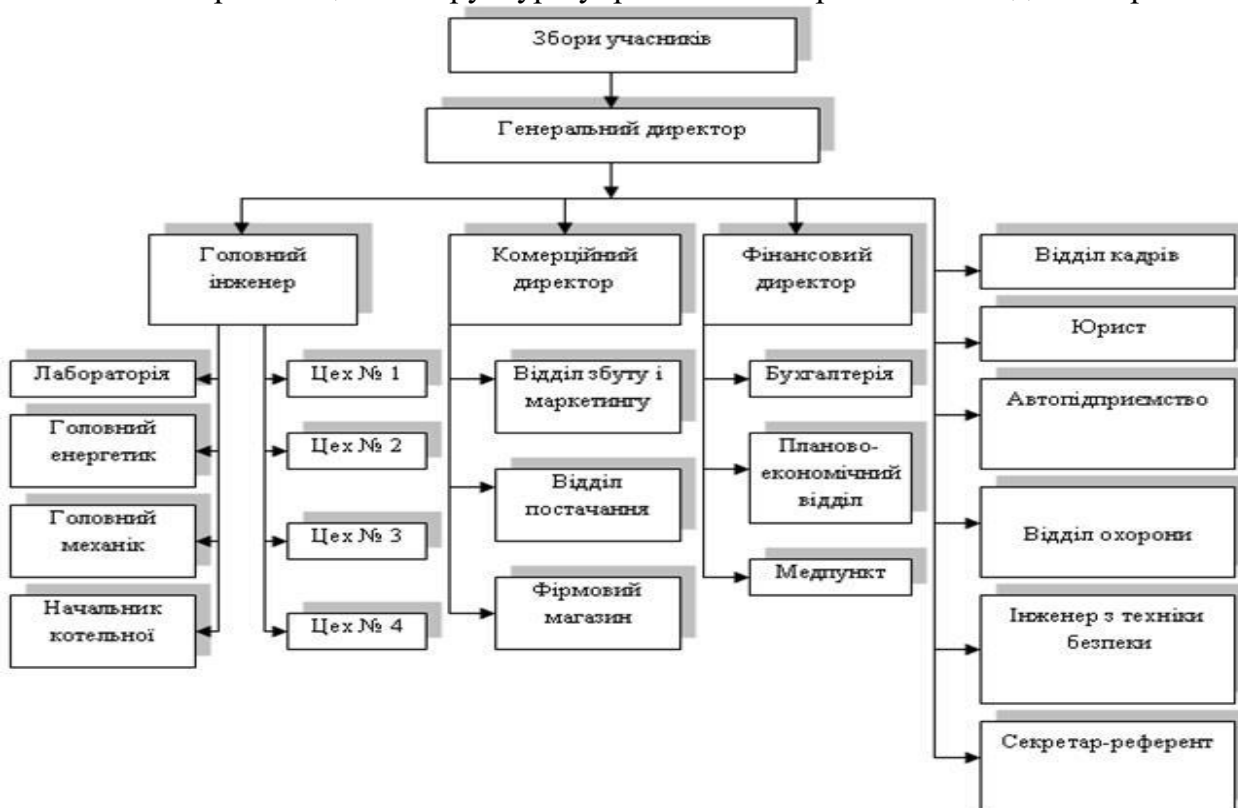 Збори учасників
Генеральний директор
Головний
інженер
Комерційний
директор
Фінансовий
директор
Відділ кадрів
Юрист
Автопідприємство
Відділ охорони
Інженер з техніки
безпеки
Секретар-референт
Лабораторія
Головний
енергетик
Головний
механік
Начальник
котельної
Цех № 1
Цех № 2
Цех № 3
Цех № 4
Відділ збуту і
маркетингу
Відділ
постачання
Фірмовий
магазин
Бухгалтерія
Планово-
економічний
відділ
Медпункт